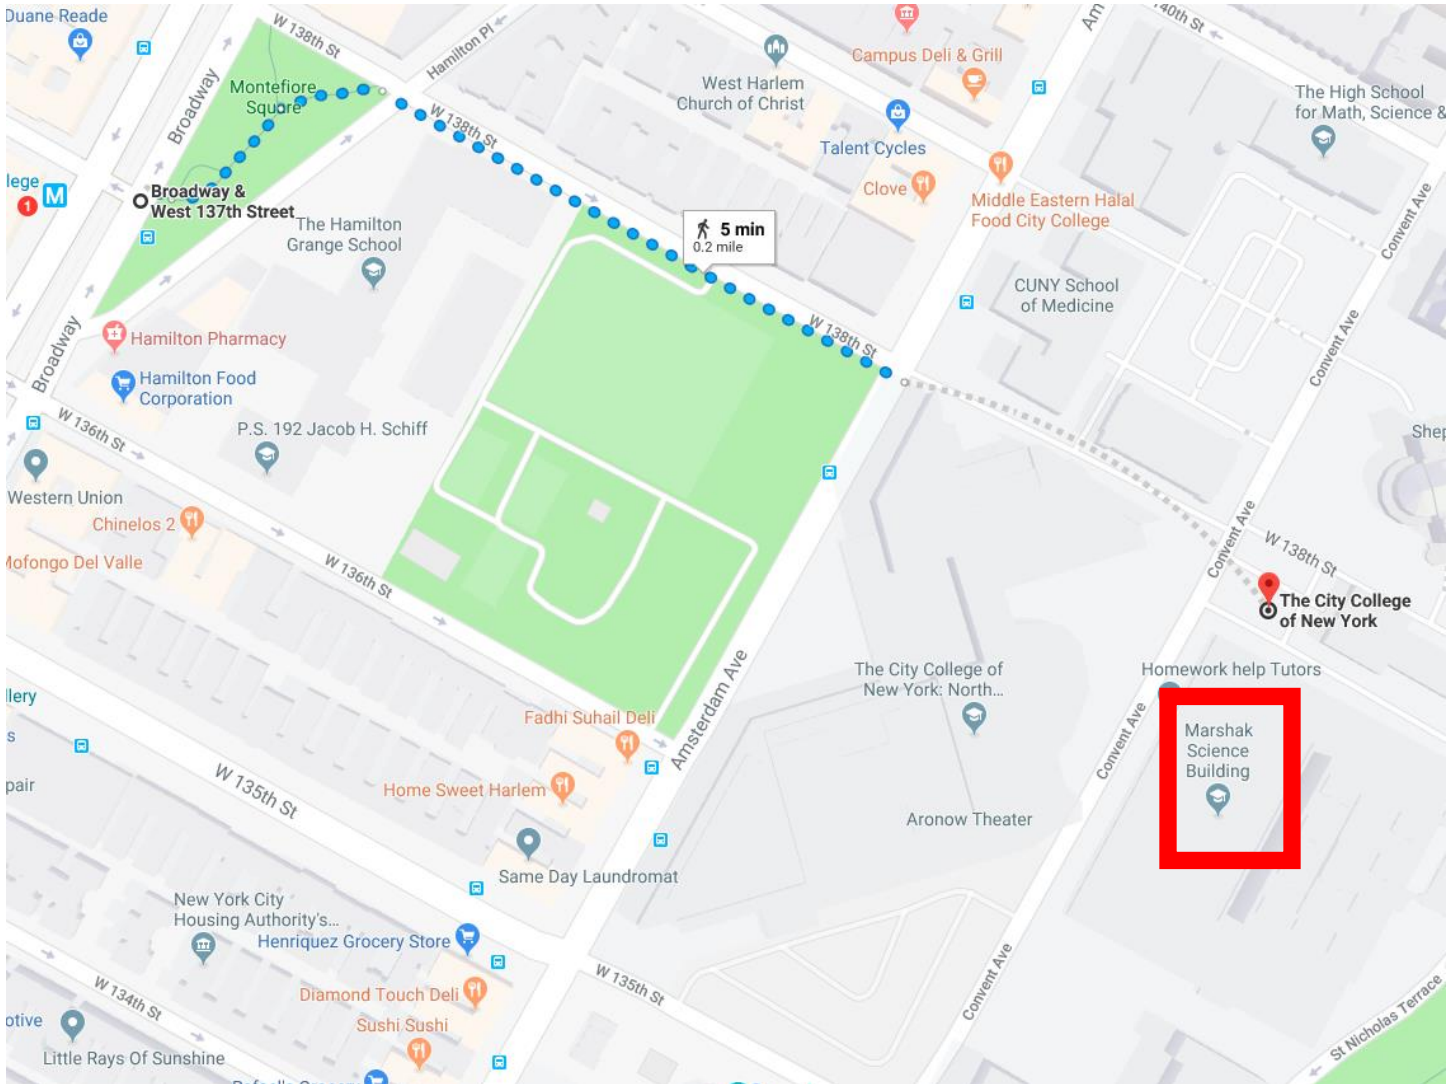 Duane Reade
W 138th St
Hamilton Pl
Broadway
Montefiore
Square
West Harlem
Church of Christ
Campus Deli & Grill
Talent Cycles
Clove
Middle Eastern Halal
Food City College
The High School
for Math, Science &
Convent Ave
W 138th St
lege
M
1
Broadway &
West 137th Street
The Hamilton
Grange School
5 min
0.2 mile
CUNY School
of Medicine
W 138th St
Convent Ave
Broadway
Hamilton Pharmacy
Hamilton Food
Corporation
W 136th St
P.S. 192 Jacob H. Schiff
Western Union
Chinelos 2
Mofongo Del Valle
W 136th St
Convent Ave
W 138th St
The City College
of New York
Homework help Tutors
The City College of
New York: North...
Amsterdam Ave
Fadhi Suhail Deli
Marshak
Science
Building
Convent Ave
llery
s
pair
W 135th St
Home Sweet Harlem
Aronow Theater
Same Day Laundromat
New York City
Housing Authority's...
Henriquez Grocery Store
W 135th St
Convent Ave
W 134th St
Diamond Touch Deli
Sushi Sushi
otive
Little Rays Of Sunshine
St Nicholas Terrace